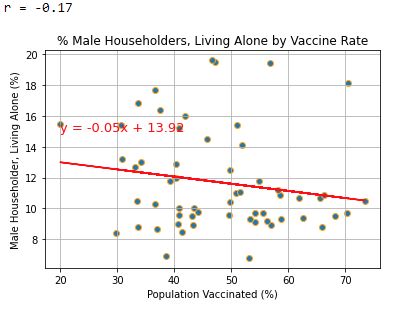 r = -0.17
% Male Householders, Living Alone by Vaccine Rate
Male Householder, Living Alone (%)
20
18
16
14
12
10
8
y = -0.05x + 13.92
20 30 40 50 60 70
Population Vaccinated (%)